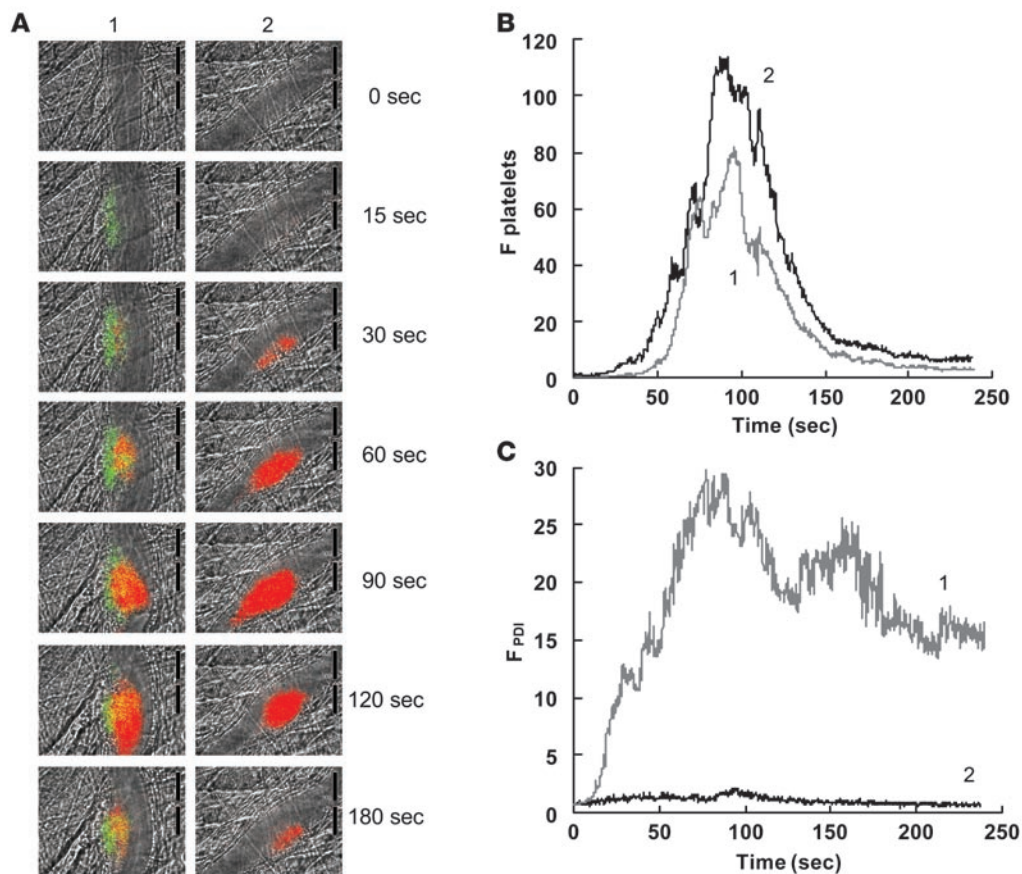 A
1 2
0 sec
15 sec
30 sec
60 sec
90 sec
120 sec
180 sec
B
120
100
80
60
40
20
0
F platelets
2
1
0 50 100 150 200 250
Time (sec)
C
30
25
20
15
10
5
0
F PDI
1
2
0 50 100 150 200 250
Time (sec)